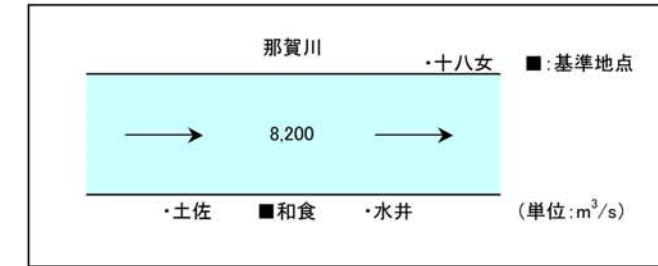 那賀川
・十八女 ■:基準地点
8,200
・土佐 ■和食 ・水井 (単位:m³/s)